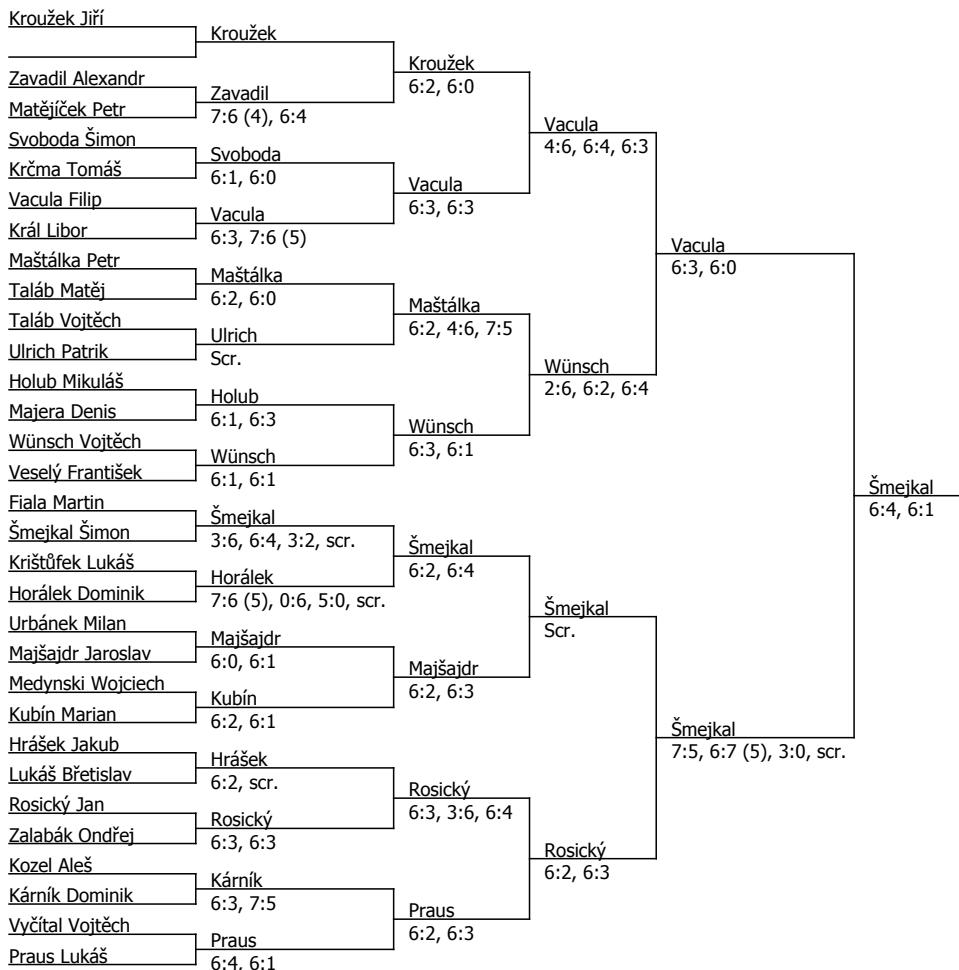 Kroužek Jiří
Zavadil Alexandr
Matějíček Petr
Svoboda Šimon
Krčma Tomáš
Vacula Filip
Král Libor
Maštálka Petr
Taláb Matěj
Taláb Vojtěch
Ulrich Patrik
Holub Mikuláš
Majera Denis
Wünsch Vojtěch
Veselý František
Fiala Martin
Šmejkal Šimon
Krištůfek Lukáš
Horálek Dominik
Urbánek Milan
Majšajdr Jaroslav
Medynski Wojciech
Kubín Marian
Hrášek Jakub
Lukáš Břetislav
Rosický Jan
Zalabák Ondřej
Kozel Aleš
Kárník Dominik
Vyčítal Vojtěch
Praus Lukáš
Kroužek
Zavadil
7:6 (4), 6:4
Svoboda
6:1, 6:0
Vacula
6:3, 7:6 (5)
Maštálka
6:2, 6:0
Ulrich
Scr.
Holub
6:1, 6:3
Wünsch
6:1, 6:1
Šmejkal
3:6, 6:4, 3:2, scr.
Horálek
7:6 (5), 0:6, 5:0, scr.
Majšajdr
6:0, 6:1
Kubín
6:2, 6:1
Hrášek
6:2, scr.
Rosický
6:3, 6:3
Kárník
6:3, 7:5
Praus
6:4, 6:1
Kroužek
6:2, 6:0
Vacula
6:3, 6:3
Maštálka
6:2, 4:6, 7:5
Wünsch
6:3, 6:1
Šmejkal
6:2, 6:4
Majšajdr
6:2, 6:3
Rosický
6:3, 3:6, 6:4
Praus
6:2, 6:3
Vacula
4:6, 6:4, 6:3
Wünsch
2:6, 6:2, 6:4
Šmejkal
Scr.
Rosický
6:2, 6:3
Vacula
6:3, 6:0
Šmejkal
7:5, 6:7 (5), 3:0, scr.
Šmejkal
6:4, 6:1